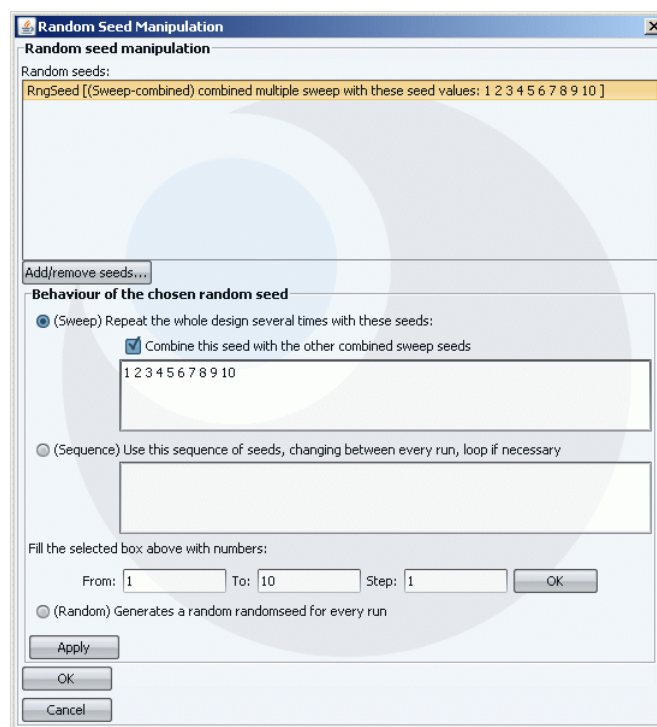 Random Seed Manipulation
Random seed manipulation
Random seeds:
RngSeed [(Sweep-combined) combined multiple sweep with these seed values: 1 2 3 4 5 6 7 8 9 10 ]
Add/remove seeds...
Behaviour of the chosen random seed
(Sweep) Repeat the whole design several times with these seeds:
Combine this seed with the other combined sweep seeds
1 2 3 4 5 6 7 8 9 10
(Sequence) Use this sequence of seeds, changing between every run, loop if necessary
Fill the selected box above with numbers:
From: 1 To: 10 Step: 1 OK
(Random) Generates a random randomseed for every run
Apply
OK
Cancel